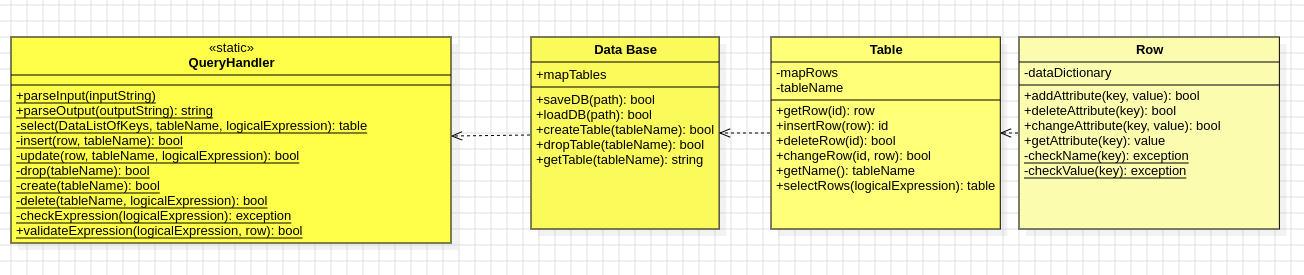 «static»
QueryHandler
+parseInput(inputString)
+parseOutput(outputString): string
-select(DataListOfKeys, tableName, logicalExpression): table
-insert(row, tableName): bool
-update(row, tableName, logicalExpression): bool
-drop(tableName): bool
-create(tableName): bool
-delete(tableName, logicalExpression): bool
-checkExpression(logicalExpression): exception
+validateExpression(logicalExpression, row): bool
Data Base
+mapTables
+saveDB(path): bool
+loadDB(path): bool
+createTable(tableName): bool
+dropTable(tableName): bool
+getTable(tableName): string
Table
-mapRows
-tableName
+getRow(id): row
+insertRow(row): id
+deleteRow(id): bool
+changeRow(id, row): bool
+getName(): tableName
+selectRows(logicalExpression): table
Row
-dataDictionary
+addAttribute(key, value): bool
+deleteAttribute(key): bool
+changeAttribute(key, value): bool
+getAttribute(key): value
-checkName(key): exception
-checkValue(key): exception